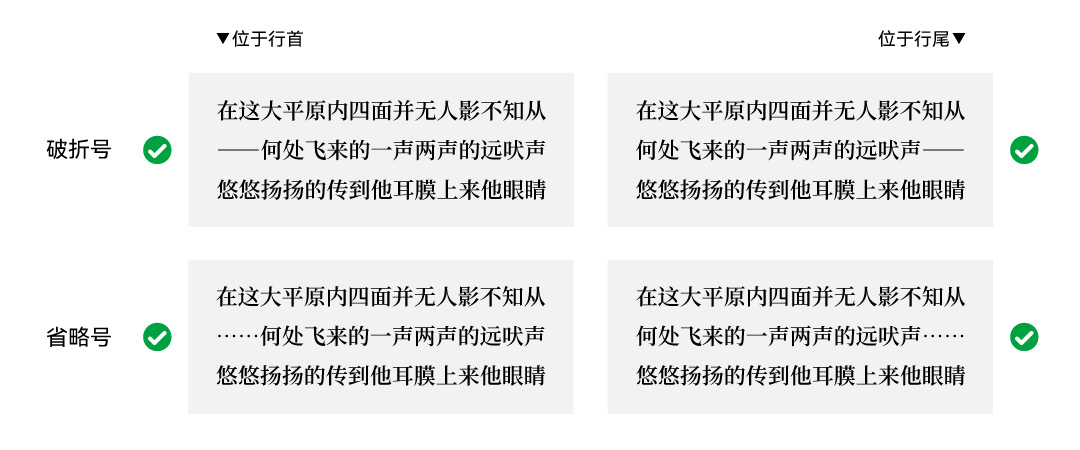 ▼位于行首
位于行尾▼
破折号
在这大平原内四面并无人影不知从
——何处飞来的一声两声的远吠声
悠悠扬扬的传到他耳膜上来他眼睛
在这大平原内四面并无人影不知从
何处飞来的一声两声的远吠声——
悠悠扬扬的传到他耳膜上来他眼睛
省略号
在这大平原内四面并无人影不知从
……何处飞来的一声两声的远吠声
悠悠扬扬的传到他耳膜上来他眼睛
在这大平原内四面并无人影不知从
何处飞来的一声两声的远吠声……
悠悠扬扬的传到他耳膜上来他眼睛